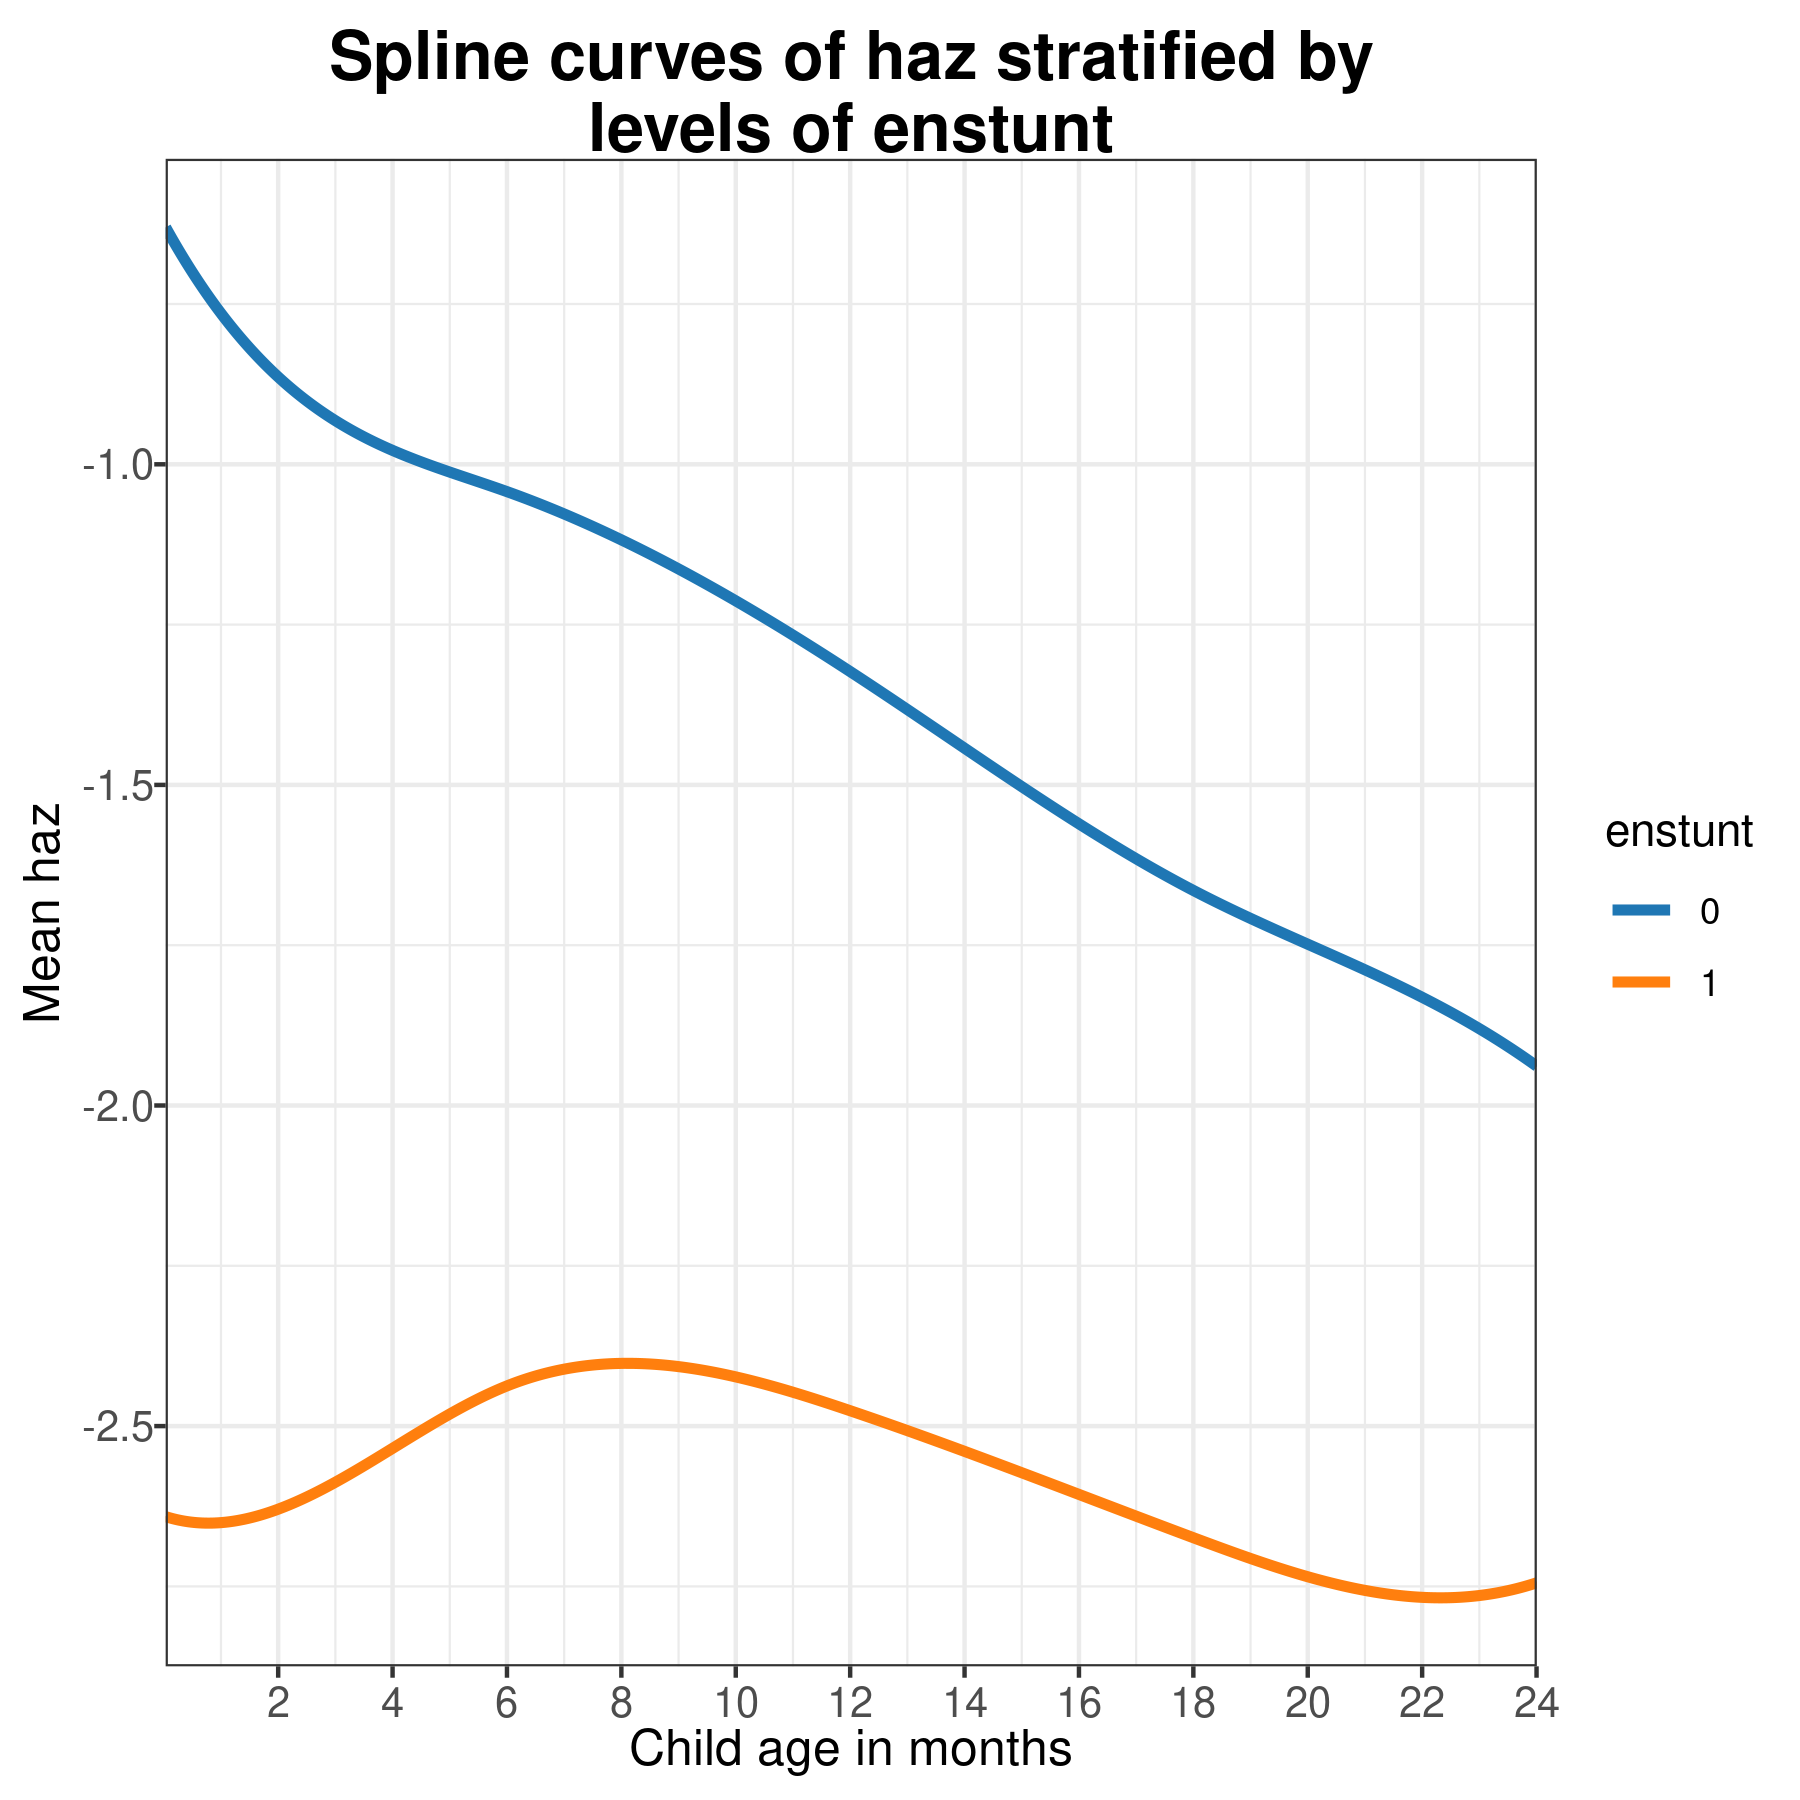 Spline curves of haz stratified by
levels of enstunt
Mean haz
-1.0
-1.5
-2.0
-2.5
2 4 6 8 10 12 14 16 18 20 22 24
Child age in months
enstunt
0
1